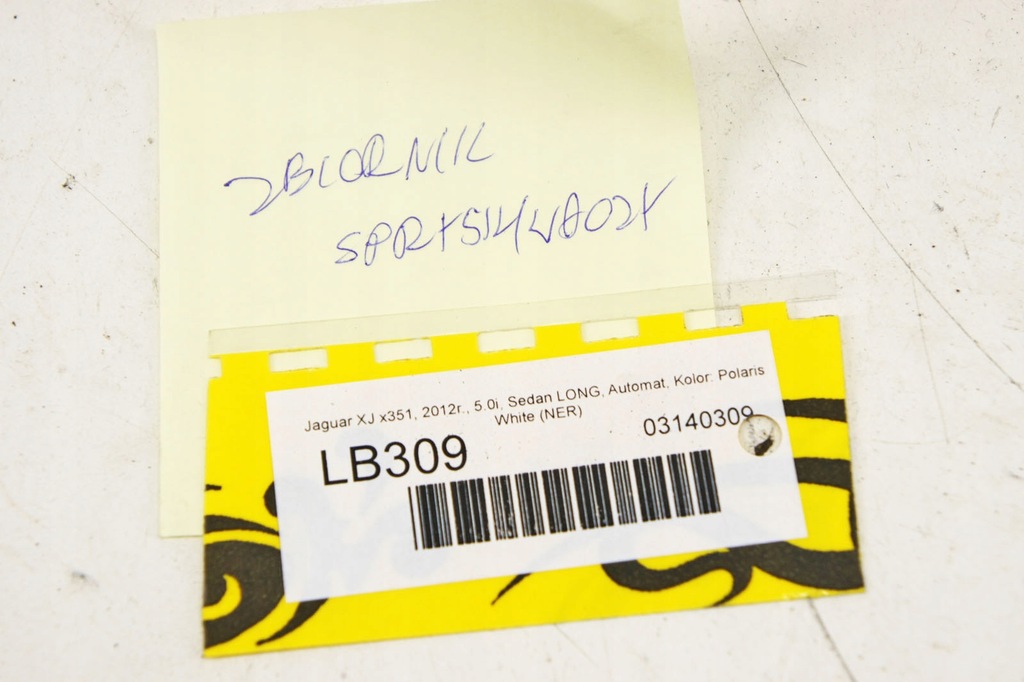 ZBIORNIK
SPRYSKIWACZY
Jaguar XJ x351, 2012r., 5.0i, Sedan LONG, Automat, Kolor: Polaris
White (NER)
LB309
03140309